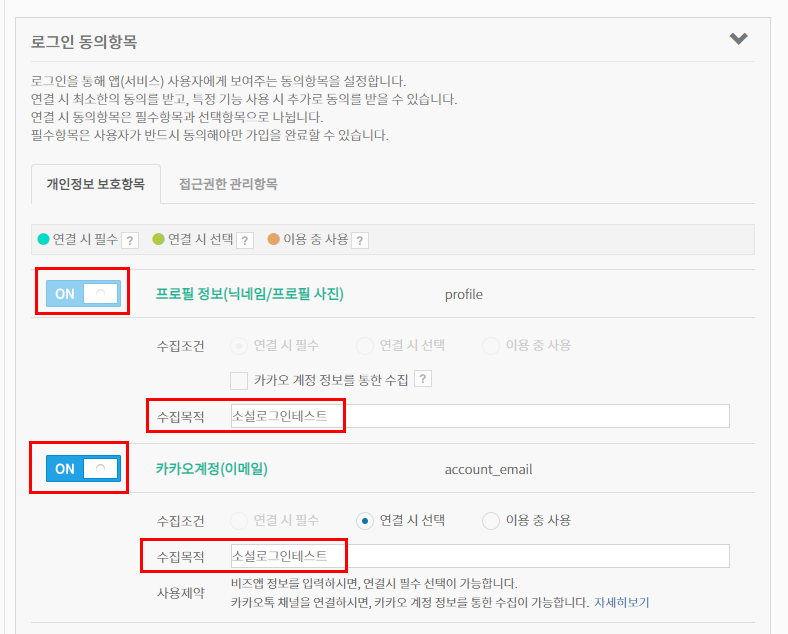 로그인 동의항목
로그인을 통해 앱(서비스) 사용자에게 보여주는 동의항목을 설정합니다.
연결 시 최소한의 동의를 받고, 특정 기능 사용 시 추가로 동의를 받을 수 있습니다.
연결 시 동의항목은 필수항목과 선택항목으로 나뉩니다.
필수항목은 사용자가 반드시 동의해야만 가입을 완료할 수 있습니다.
개인정보 보호항목 접근권한 관리항목
연결 시 필수 ? 연결 시 선택 ? 이용 중 사용 ?
ON 프로필 정보(닉네임/프로필 사진) profile
수집조건 연결 시 필수 연결 시 선택 이용 중 사용
카카오 계정 정보를 통한 수집 ?
수집목적 소설로그인테스트
ON 카카오계정(이메일) account_email
수집조건 연결 시 필수 연결 시 선택 이용 중 사용
수집목적 소설로그인테스트
사용제약 비즈앱 정보를 입력하시면, 연결시 필수 선택이 가능합니다.
카카오톡 채널을 연결하시면, 카카오 계정 정보를 통한 수집이 가능합니다. 자세히보기